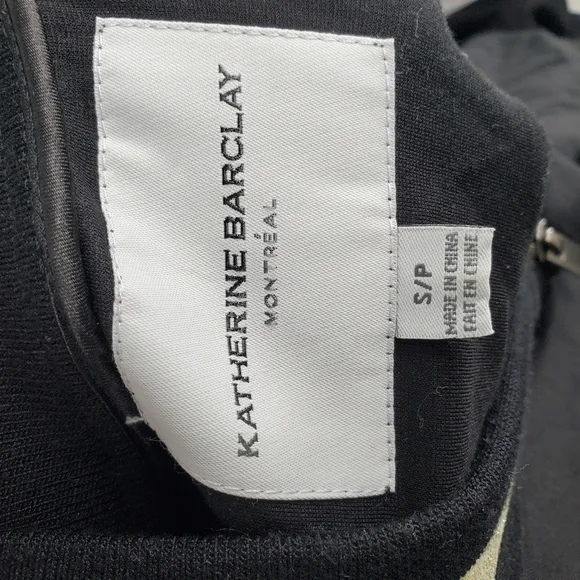 KATHERINE BARCLAY
MONTRÉAL
S/P
MADE IN CHINA
FAIT EN CHINE